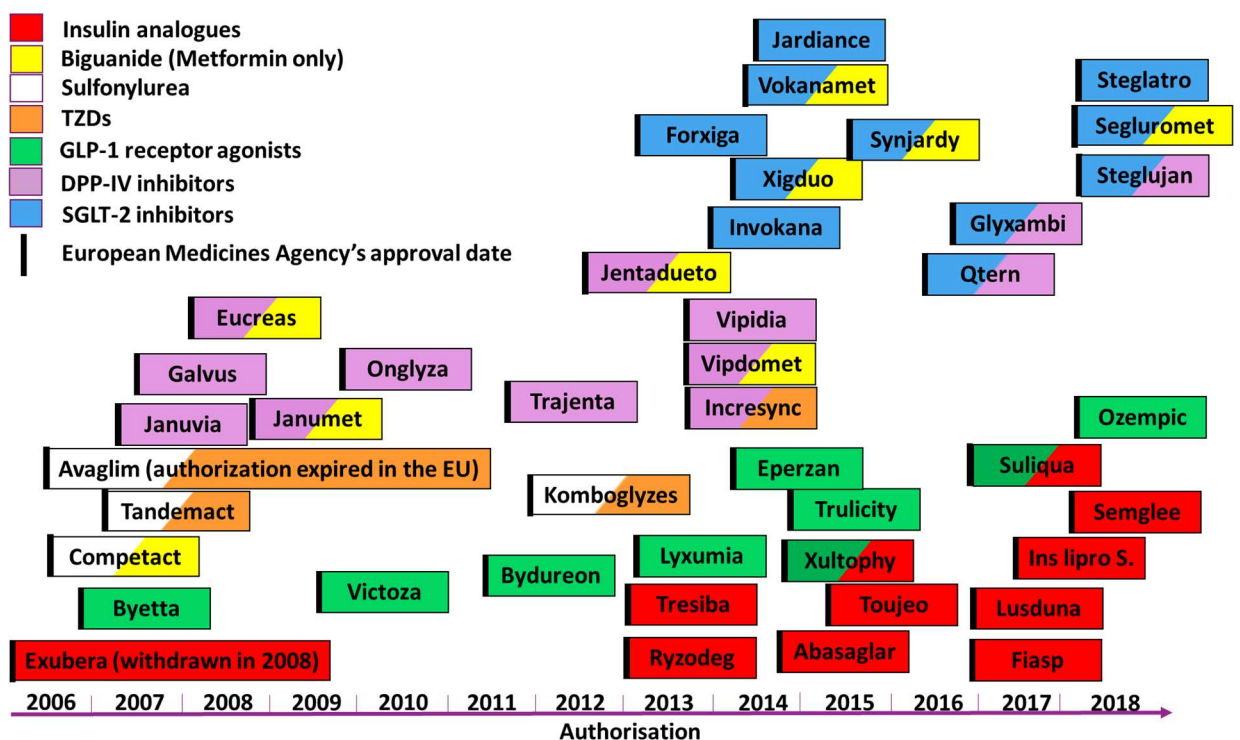 Insulin analogues
Biguanide (Metformin only)
Sulfonylurea
TZDs
GLP-1 receptor agonists
DPP-IV inhibitors
SGLT-2 inhibitors
European Medicines Agency's approval date
Jardiance
Vokanamet
Steglatro
Forxiga
Synjardy
Segluromet
Xigduo
Steglujan
Invokana
Glyxambi
Jentadueto
Qtern
Eucreas
Vipidia
Galvus
Onglyza
Vipdomet
Januvia
Janumet
Trajenta
Incresync
Ozempic
Avaglim (authorization expired in the EU)
Eperzan
Suliqua
Tandemact
Komboglyzes
Trulicity
Semglee
Competact
Lyxumia
Xultophy
Ins lipro S.
Byetta
Victoza
Bydureon
Tresiba
Toujeo
Lusduna
Exubera (withdrawn in 2008)
Ryzodeg
Abasaglar
Fiasp
2006 2007 2008 2009 2010 2011 2012 2013 2014 2015 2016 2017 2018
Authorisation